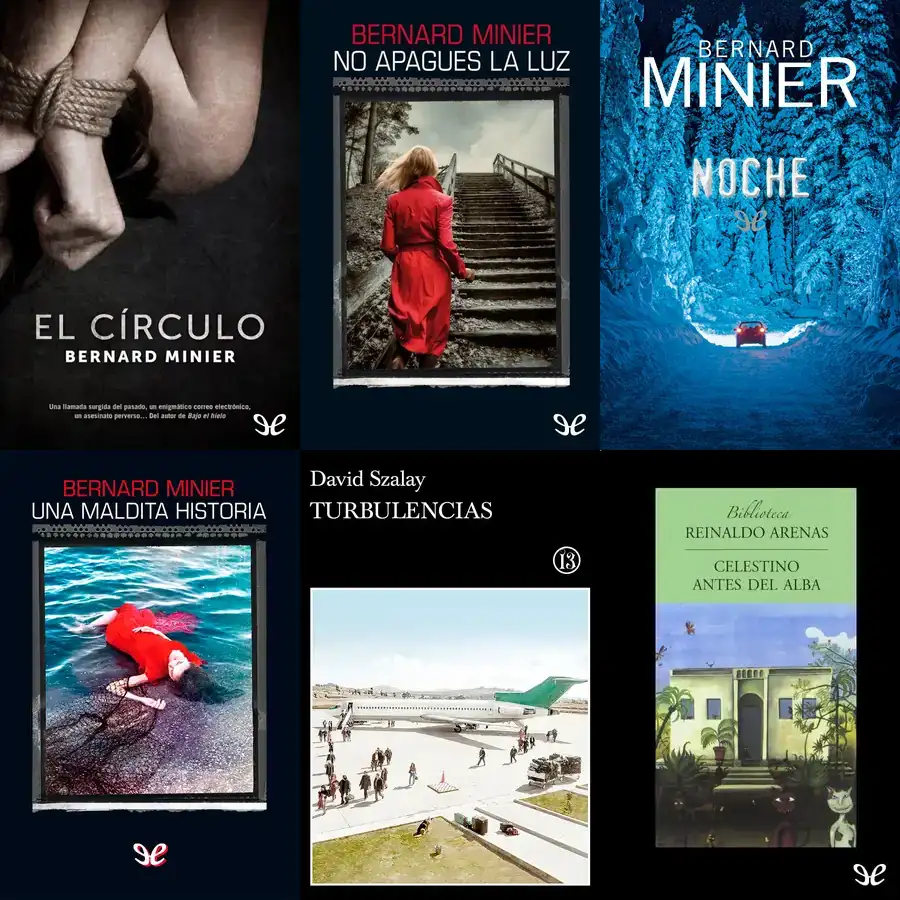 EL CÍRCULO
BERNARD MINIER
Una llamada surgida del pasado, un enigmático correo electrónico,
un asesinato perverso... Del autor de Bajo el hielo
BERNARD MINIER
NO APAGUES LA LUZ
BERNARD
MINIER
NOCHE
BERNARD MINIER
UNA MALDITA HISTORIA
David Szalay
TURBULENCIAS
13
Biblioteca
REINALDO ARENAS
CELESTINO
ANTES DEL ALBA